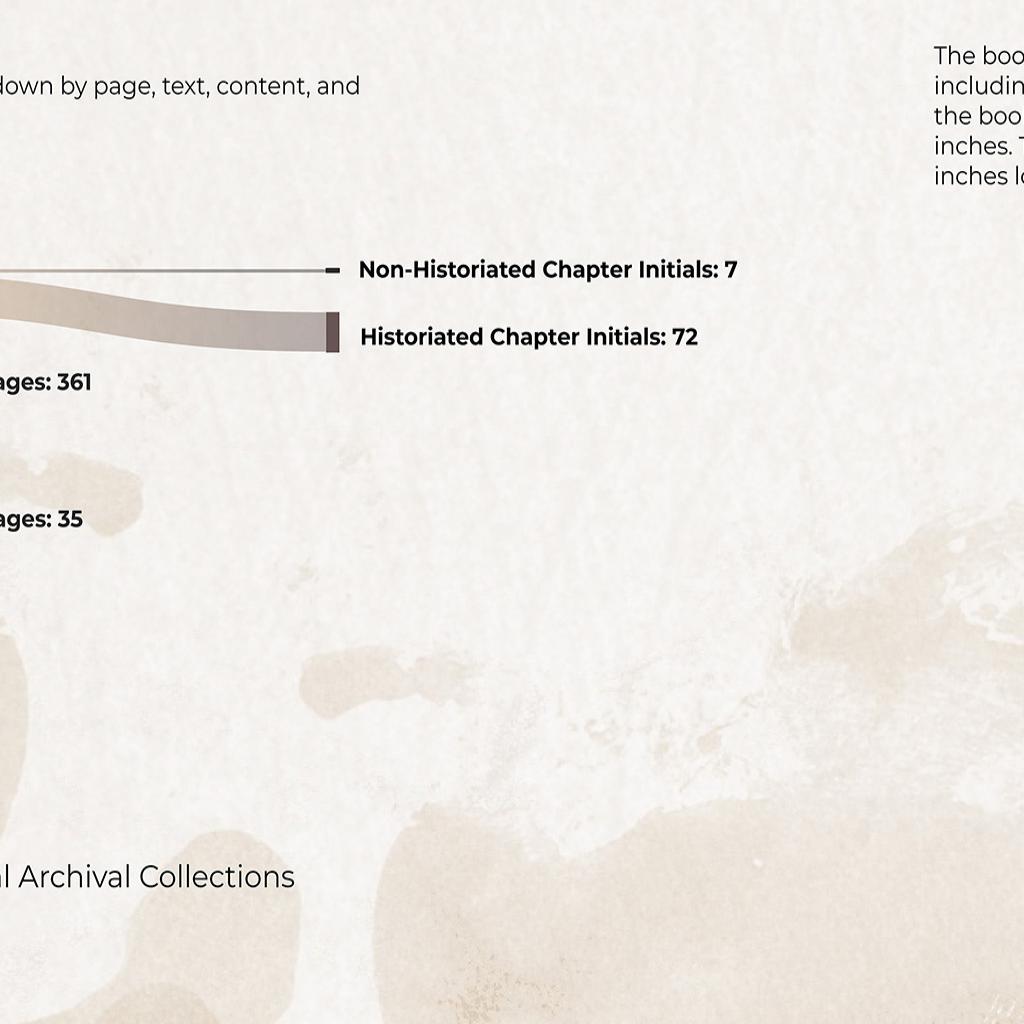 down by page, text, content, and
Non-Historiated Chapter Initials: 7
Historiated Chapter Initials: 72
ages: 361
ages: 35
l Archival Collections
The boo
includin
the boo
inches. T
inches lo